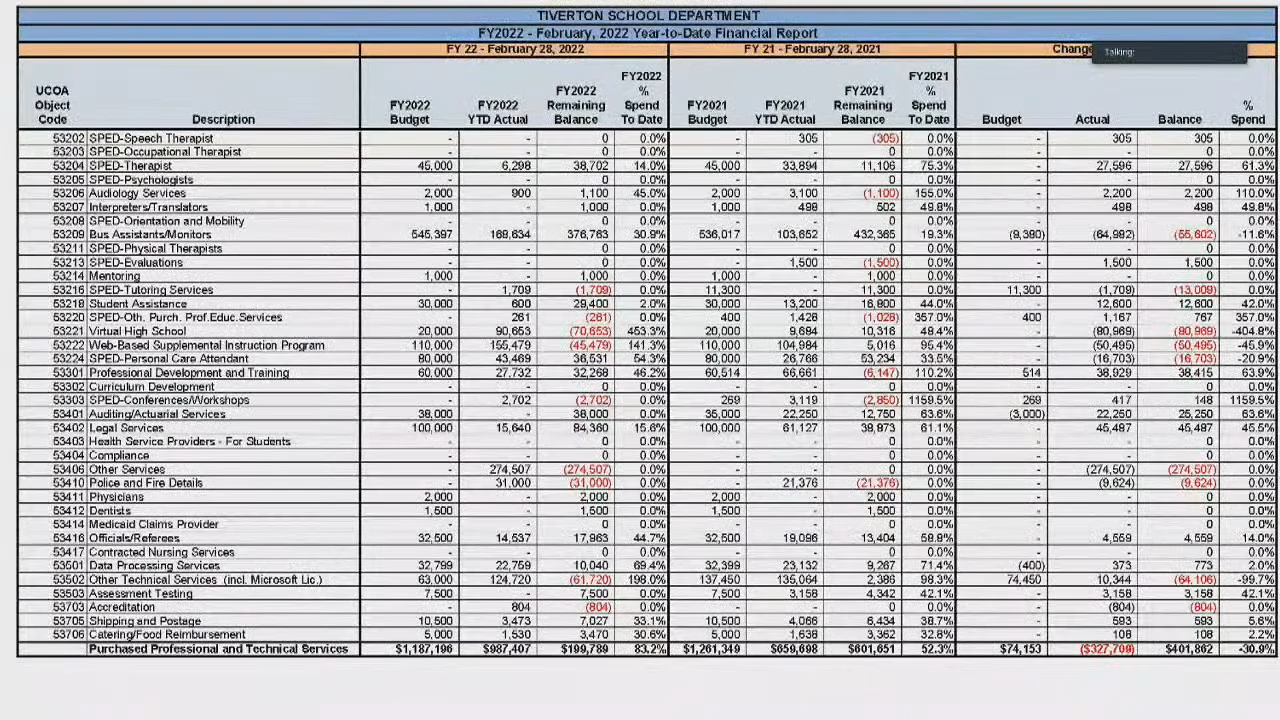 TIVERTON SCHOOL DEPARTMENT
FY2022 - February, 2022 Year-to-Date Financial Report
FY 22 - February 28, 2022 FY 21 - February 28, 2021 Change
Talking:
UCOA Object Code Description FY2022 Budget FY2022 YTD Actual FY2022 Remaining Balance FY2022 % Spend To Date FY2021 Budget FY2021 YTD Actual FY2021 Remaining Balance FY2021 % Spend To Date Budget Actual Balance % Spend
53202 SPED-Speech Therapist - - 0 0.0% - 305 (305) 0.0% - 305 305 0.0%
53203 SPED-Occupational Therapist - - 0 0.0% - - 0 0.0% - - 0 0.0%
53204 SPED-Therapist 45,000 6,298 38,702 14.0% 45,000 33,894 11,106 75.3% - 27,596 27,596 61.3%
53205 SPED-Psychologists - - 0 0.0% - - 0 0.0% - - 0 0.0%
53206 Audiology Services 2,000 900 1,100 45.0% 2,000 3,100 (1,100) 155.0% - 2,200 2,200 110.0%
53207 Interpreters/Translators 1,000 - 1,000 0.0% 1,000 498 502 49.8% - 498 498 49.8%
53208 SPED-Orientation and Mobility - - 0 0.0% - - 0 0.0% - - 0 0.0%
53209 Bus Assistants/Monitors 545,397 168,634 376,763 30.9% 536,017 103,652 432,365 19.3% (9,380) (64,982) (55,602) -11.6%
53211 SPED-Physical Therapists - - 0 0.0% - - 0 0.0% - - 0 0.0%
53213 SPED-Evaluations - - 0 0.0% - 1,500 (1,500) 0.0% - 1,500 1,500 0.0%
53214 Mentoring 1,000 - 1,000 0.0% 1,000 - 1,000 0.0% - - 0 0.0%
53216 SPED-Tutoring Services - 1,709 (1,709) 0.0% 11,300 - 11,300 0.0% 11,300 (1,709) (13,009) 0.0%
53218 Student Assistance 30,000 600 29,400 2.0% 30,000 13,200 16,800 44.0% - 12,600 12,600 42.0%
53220 SPED-Oth. Purch. Prof.Educ.Services - 261 (261) 0.0% 400 1,428 (1,028) 357.0% 400 1,167 767 357.0%
53221 Virtual High School 20,000 90,653 (70,653) 453.3% 20,000 9,684 10,316 48.4% - (80,969) (80,969) -404.8%
53222 Web-Based Supplemental Instruction Program 110,000 155,479 (45,479) 141.3% 110,000 104,984 5,016 95.4% - (50,495) (50,495) -45.9%
53224 SPED-Personal Care Attendant 80,000 43,469 36,531 54.3% 80,000 26,766 53,234 33.5% - (16,703) (16,703) -20.9%
53301 Professional Development and Training 60,000 27,732 32,268 46.2% 60,514 66,661 (6,147) 110.2% 514 38,929 38,415 63.9%
53302 Curriculum Development - - 0 0.0% - - 0 0.0% - - 0 0.0%
53303 SPED-Conferences/Workshops - 2,702 (2,702) 0.0% 269 3,119 (2,850) 1159.5% 269 417 148 1159.5%
53401 Auditing/Actuarial Services 38,000 - 38,000 0.0% 35,000 22,250 12,750 63.6% (3,000) 22,250 25,250 63.6%
53402 Legal Services 100,000 15,640 84,360 15.6% 100,000 61,127 38,873 61.1% - 45,487 45,487 45.5%
53403 Health Service Providers - For Students - - 0 0.0% - - 0 0.0% - - 0 0.0%
53404 Compliance - - 0 0.0% - - 0 0.0% - - 0 0.0%
53406 Other Services - 274,507 (274,507) 0.0% - - 0 0.0% - (274,507) (274,507) 0.0%
53410 Police and Fire Details - 31,000 (31,000) 0.0% - 21,376 (21,376) 0.0% - (9,624) (9,624) 0.0%
53411 Physicians 2,000 - 2,000 0.0% 2,000 - 2,000 0.0% - - 0 0.0%
53412 Dentists 1,500 - 1,500 0.0% 1,500 - 1,500 0.0% - - 0 0.0%
53414 Medicaid Claims Provider - - 0 0.0% - - 0 0.0% - - 0 0.0%
53416 Officials/Referees 32,500 14,537 17,963 44.7% 32,500 19,096 13,404 58.8% - 4,559 4,559 14.0%
53417 Contracted Nursing Services - - 0 0.0% - - 0 0.0% - - 0 0.0%
53501 Data Processing Services 32,799 22,759 10,040 69.4% 32,399 23,132 9,267 71.4% (400) 373 773 2.0%
53502 Other Technical Services (incl. Microsoft Lic.) 63,000 124,720 (61,720) 198.0% 137,450 135,064 2,386 98.3% 74,450 10,344 (64,106) -99.7%
53503 Assessment Testing 7,500 - 7,500 0.0% 7,500 3,158 4,342 42.1% - 3,158 3,158 42.1%
53703 Accreditation - 804 (804) 0.0% - - 0 0.0% - (804) (804) 0.0%
53705 Shipping and Postage 10,500 3,473 7,027 33.1% 10,500 4,066 6,434 38.7% - 593 593 5.6%
53706 Catering/Food Reimbursement 5,000 1,530 3,470 30.6% 5,000 1,638 3,362 32.8% - 108 108 2.2%
Purchased Professional and Technical Services $1,187,196 $987,407 $199,789 83.2% $1,261,349 $659,698 $601,651 52.3% $74,153 ($327,709) $401,862 -30.9%